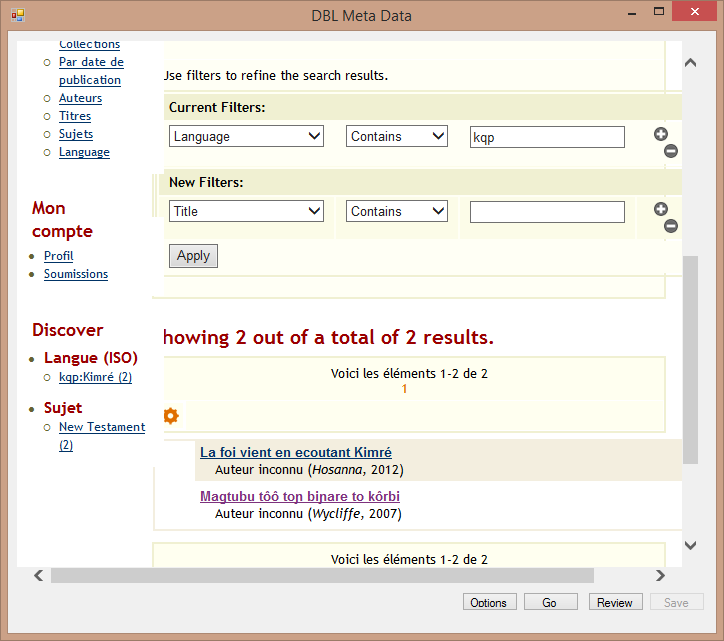 DBL Meta Data
Collections
Par date de
publication
Auteurs
Titres
Sujets
Language
Mon
compte
Profil
Soumissions
Discover
Langue (ISO)
kqp:Kimré (2)
Sujet
New Testament
(2)
Use filters to refine the search results.
Current Filters:
Language Contains kqp
New Filters:
Title Contains
Apply
howing 2 out of a total of 2 results.
Voici les éléments 1-2 de 2
1
La foi vient en ecoutant Kimré
Auteur inconnu (Hosanna, 2012)
Magtubu tôô toŋ biɲare to kôrbi
Auteur inconnu (Wycliffe, 2007)
Voici les éléments 1-2 de 2
Options Go Review Save